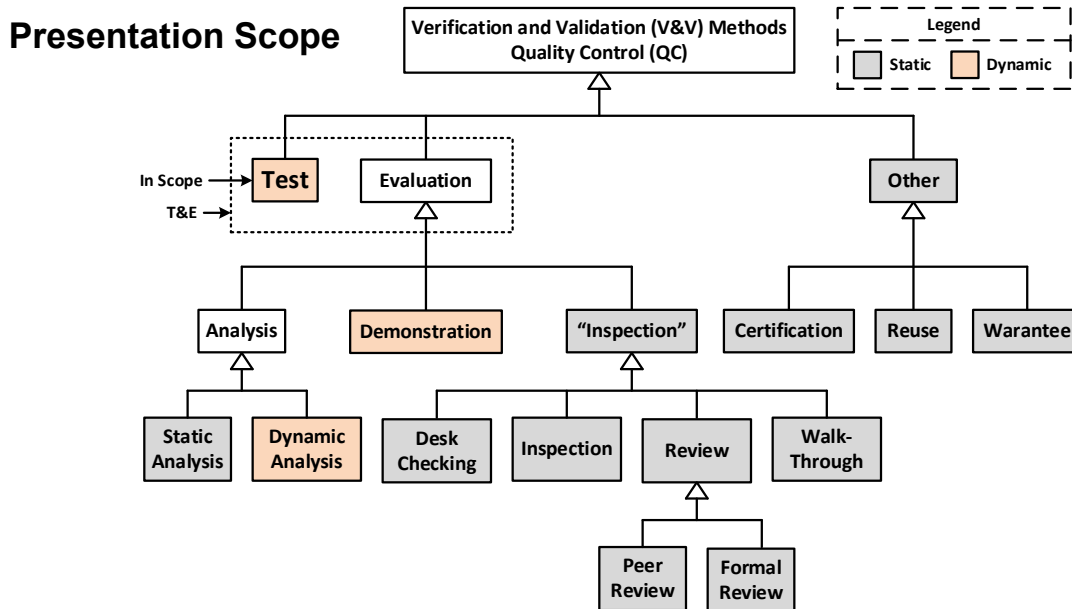 Presentation Scope
Verification and Validation (V&V) Methods
Quality Control (QC)
Legend
Static
Dynamic
In Scope
T&E
Test
Evaluation
Other
Analysis
Demonstration
“Inspection”
Certification
Reuse
Warantee
Static
Analysis
Dynamic
Analysis
Desk
Checking
Inspection
Review
Walk-
Through
Peer
Review
Formal
Review